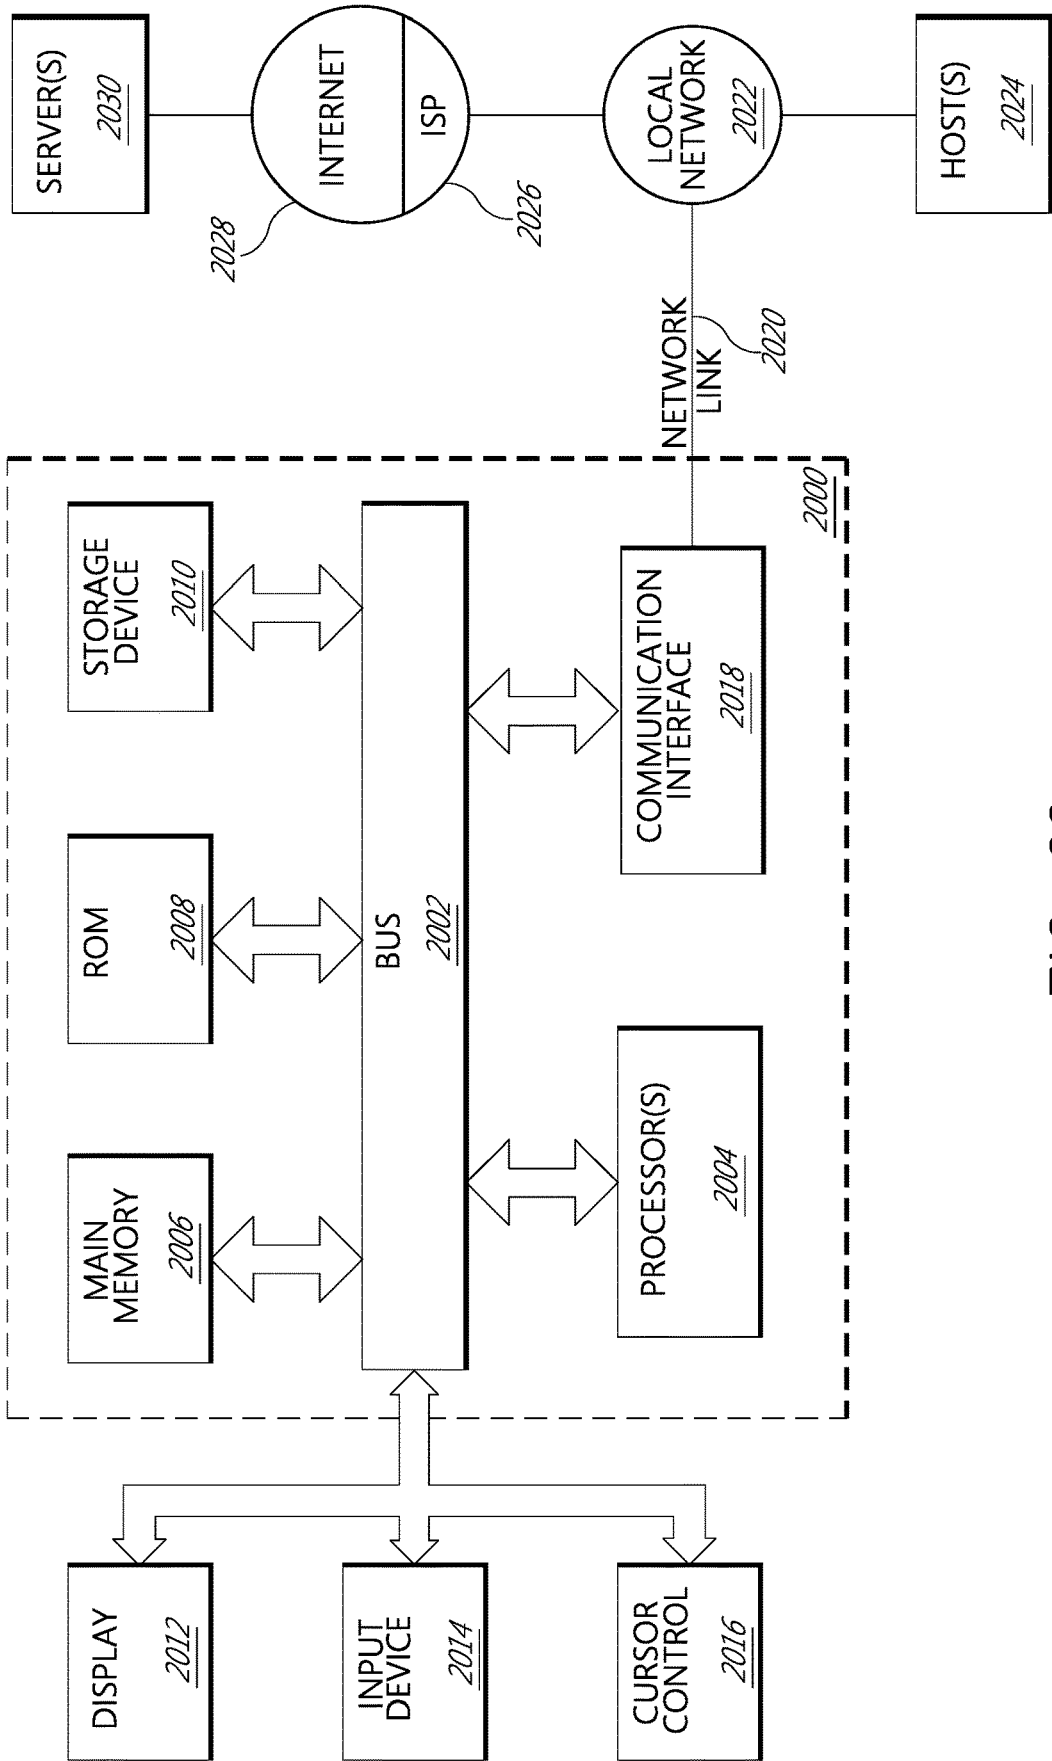 DISPLAY
2012
INPUT
DEVICE
2014
CURSOR
CONTROL
2016
MAIN
MEMORY
2006
ROM
2008
STORAGE
DEVICE
2010
BUS
2002
PROCESSOR(S)
2004
COMMUNICATION
INTERFACE
2018
2000
NETWORK
LINK
2020
SERVER(S)
2030
2028
INTERNET
ISP
2026
LOCAL
NETWORK
2022
HOST(S)
2024